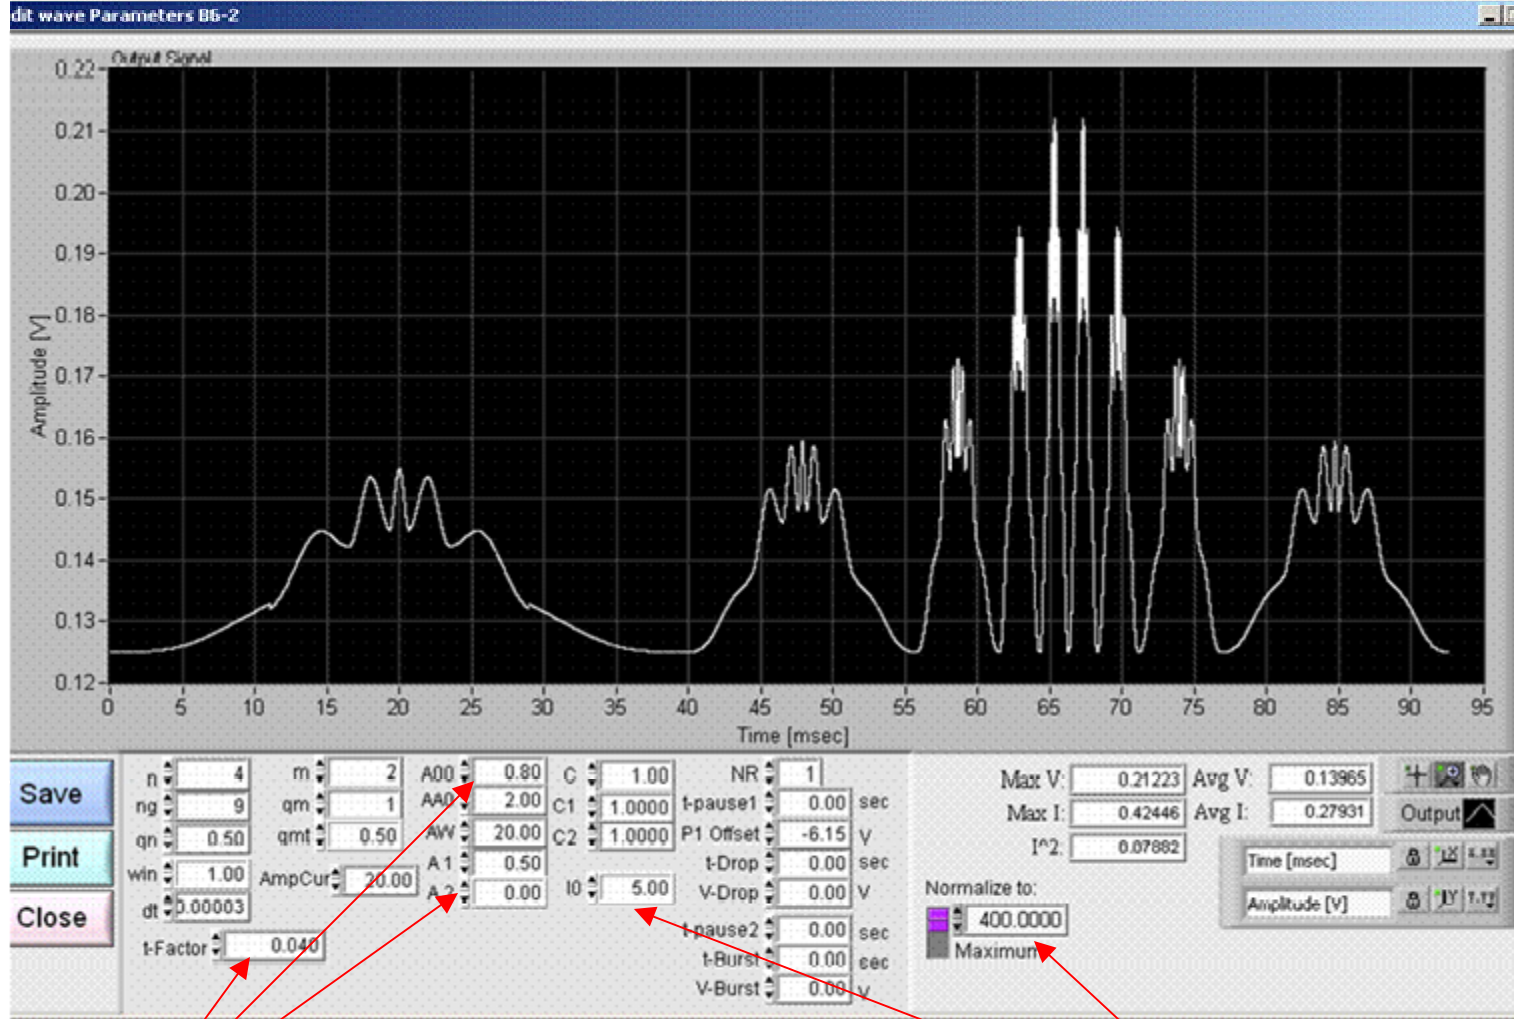 dit wave Parameters B6-2
Output Signal
0.22
0.21
0.20
0.19
0.18
0.17
0.16
0.15
0.14
0.13
0.12
Amplitude [V]
0 5 10 15 20 25 30 35 40 45 50 55 60 65 70 75 80 85 90 95
Time [msec]
Save
Print
Close
n 4
ng 9
qn 0.50
win 1.00
dt 0.00003
t-Factor 0.040
m 2
qm 1
qmt 0.50
AmpCur 20.00
A00 0.80
AA0 2.00
AW 20.00
A1 0.50
A2 0.00
C 1.00
C1 1.0000
C2 1.0000
I0 5.00
NR 1
t-pause1 0.00 sec
P1 Offset -6.15 V
t-Drop 0.00 sec
V-Drop 0.00 V
t-pause2 0.00 sec
t-Burst 0.00 sec
V-Burst 0.00 V
Max V: 0.21223 Avg V: 0.13965
Max I: 0.42446 Avg I: 0.27931
I^2: 0.07882
Normalize to:
400.0000
Maximum
Output
Time [msec]
Amplitude [V]